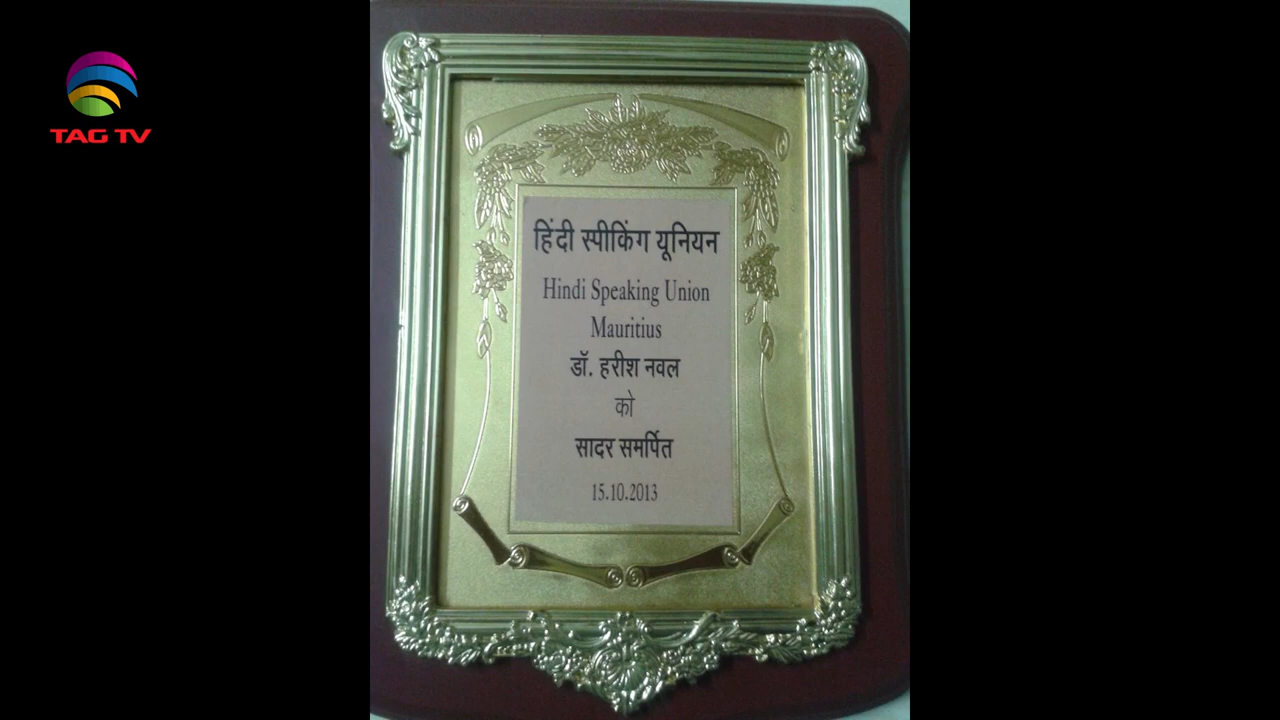 TAG TV
हिंदी स्पीकिंग यूनियन
Hindi Speaking Union
Mauritius
डॉ. हरीश नवल
को
सादर समर्पित
15.10.2013